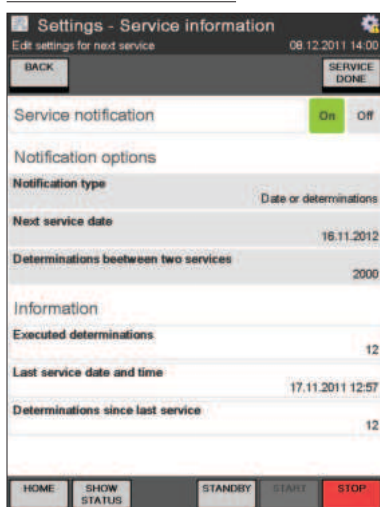 Settings - Service information
Edit settings for next service 08.12.2011 14:00
BACK
SERVICE
DONE
Service notification On Off
Notification options
Notification type
Date or determinations
Next service date
16.11.2012
Determinations beetween two services
2000
Information
Executed determinations
12
Last service date and time
17.11.2011 12:57
Determinations since last service
12
HOME SHOW STATUS STANDBY START STOP